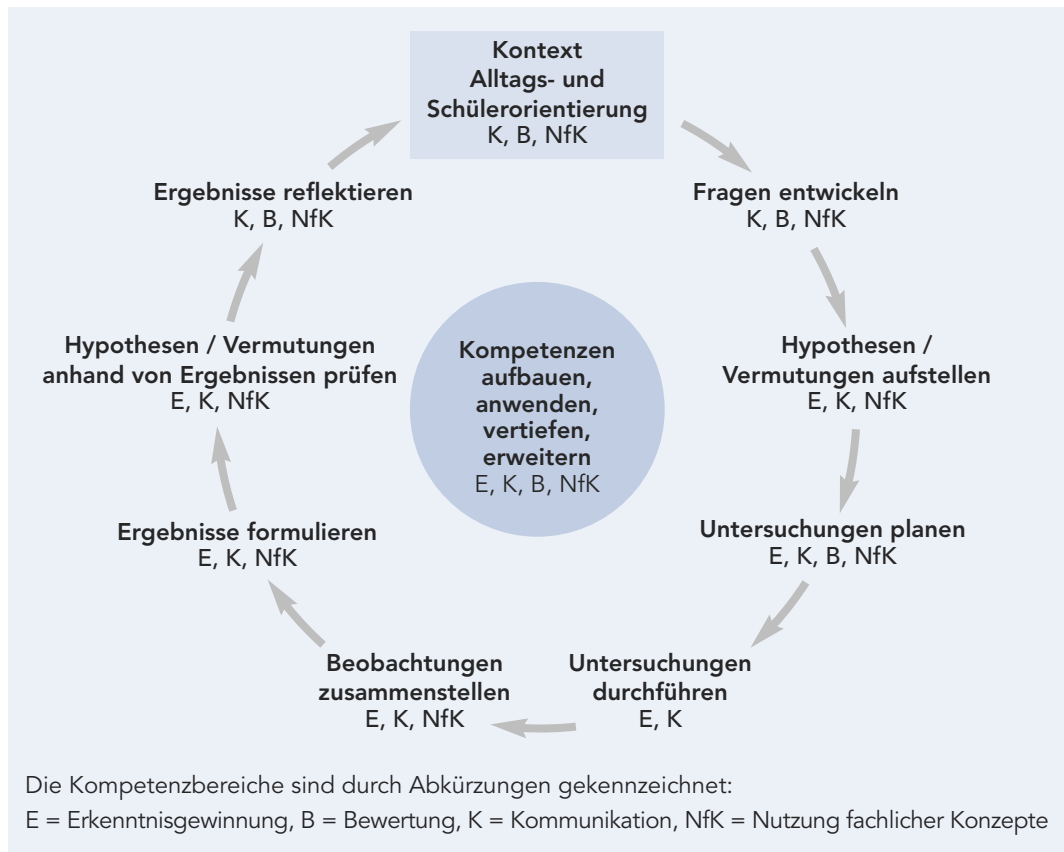 Kontext
Alltags- und
Schülerorientierung
K, B, NfK
Fragen entwickeln
K, B, NfK
Hypothesen /
Vermutungen aufstellen
E, K, NfK
Untersuchungen planen
E, K, B, NfK
Untersuchungen
durchführen
E, K
Beobachtungen
zusammenstellen
E, K, NfK
Ergebnisse formulieren
E, K, NfK
Hypothesen / Vermutungen
anhand von Ergebnissen prüfen
E, K, NfK
Ergebnisse reflektieren
K, B, NfK
Kompetenzen
aufbauen,
anwenden,
vertiefen,
erweitern
E, K, B, NfK
Die Kompetenzbereiche sind durch Abkürzungen gekennzeichnet:
E = Erkenntnisgewinnung, B = Bewertung, K = Kommunikation, NfK = Nutzung fachlicher Konzepte